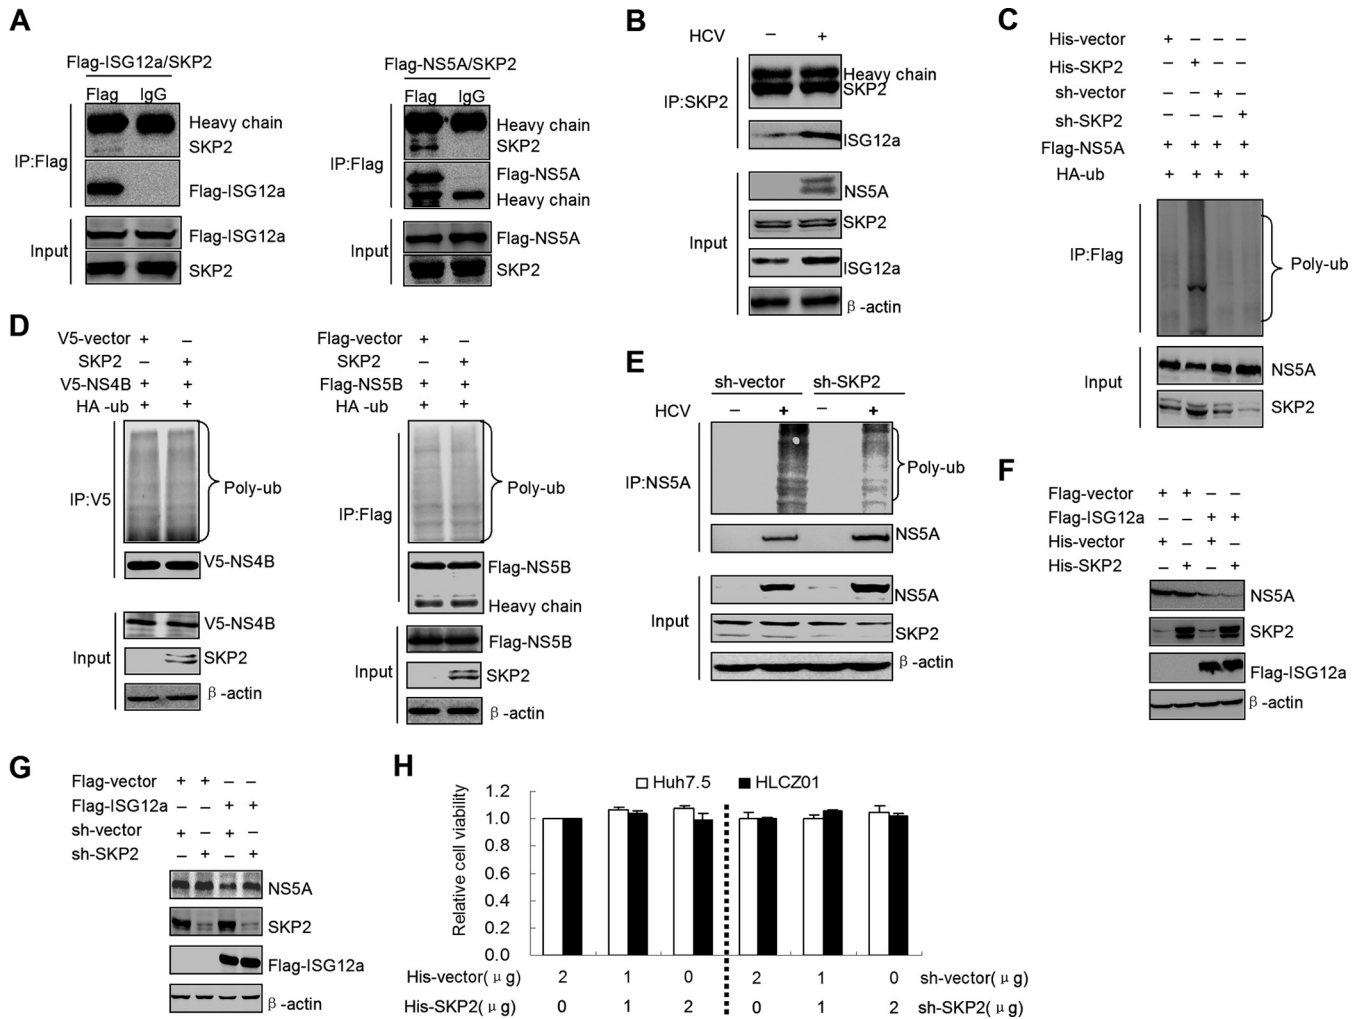 A
Flag-ISG12a/SKP2
Flag IgG
Heavy chain
SKP2
IP:Flag
Flag-ISG12a
Flag-ISG12a
Input
SKP2
Flag-NS5A/SKP2
Flag IgG
Heavy chain
SKP2
IP:Flag
Flag-NS5A
Heavy chain
Flag-NS5A
Input
SKP2
B
HCV − +
Heavy chain
SKP2
IP:SKP2
ISG12a
NS5A
SKP2
Input
ISG12a
β-actin
C
His-vector + − − −
His-SKP2 − + − −
sh-vector − − + −
sh-SKP2 − − − +
Flag-NS5A + + + +
HA-ub + + + +
IP:Flag
Poly-ub
NS5A
Input
SKP2
D
V5-vector + −
SKP2 − +
V5-NS4B + +
HA -ub + +
IP:V5
Poly-ub
V5-NS4B
V5-NS4B
Input
SKP2
β-actin
Flag-vector + −
SKP2 − +
Flag-NS5B + +
HA -ub + +
Poly-ub
IP:Flag
Flag-NS5B
Heavy chain
Flag-NS5B
Input
SKP2
β-actin
E
sh-vector sh-SKP2
HCV − + − +
IP:NS5A
Poly-ub
NS5A
NS5A
Input
SKP2
β-actin
F
Flag-vector + + − −
Flag-ISG12a − − + +
His-vector + − + −
His-SKP2 − + − +
NS5A
SKP2
Flag-ISG12a
β-actin
G
Flag-vector + + − −
Flag-ISG12a − − + +
sh-vector + − + −
sh-SKP2 − + − +
NS5A
SKP2
Flag-ISG12a
β-actin
H
Huh7.5 HLCZ01
Relative cell viability
1.2
1.0
0.8
0.6
0.4
0.2
0.0
His-vector(μg) 2 1 0 2 1 0 sh-vector(μg)
His-SKP2(μg) 0 1 2 0 1 2 sh-SKP2(μg)